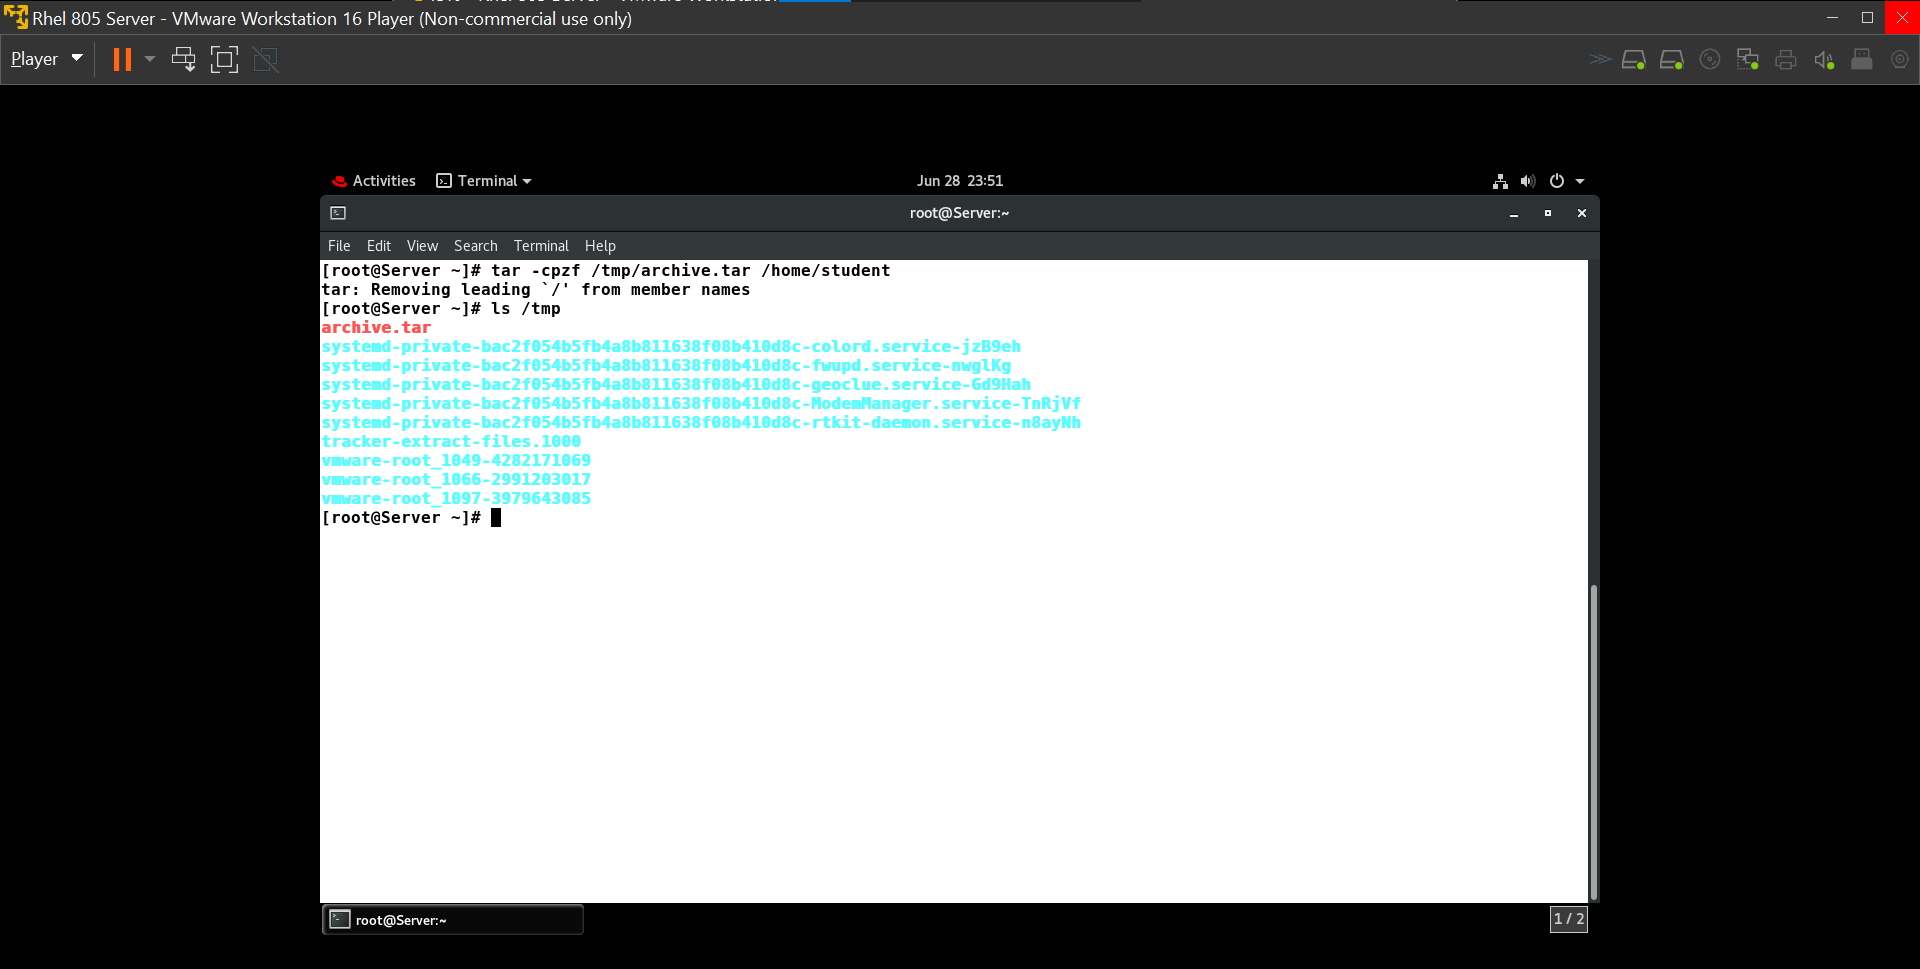 Rhel 805 Server - VMware Workstation 16 Player (Non-commercial use only)
Player
Activities Terminal Jun 28 23:51
root@Server:~
File Edit View Search Terminal Help
[root@Server ~]# tar -cpzf /tmp/archive.tar /home/student
tar: Removing leading `/' from member names
[root@Server ~]# ls /tmp
archive.tar
systemd-private-bac2f054b5fb4a8b811638f08b410d8c-colord.service-jzB9eh
systemd-private-bac2f054b5fb4a8b811638f08b410d8c-fwupd.service-nwglKg
systemd-private-bac2f054b5fb4a8b811638f08b410d8c-geoclue.service-Gd9Hah
systemd-private-bac2f054b5fb4a8b811638f08b410d8c-ModemManager.service-TnRjVf
systemd-private-bac2f054b5fb4a8b811638f08b410d8c-rtkit-daemon.service-n8ayNh
tracker-extract-files.1000
vmware-root_1049-4282171069
vmware-root_1066-2991203017
vmware-root_1097-3979643085
[root@Server ~]#
root@Server:~ 1 / 2